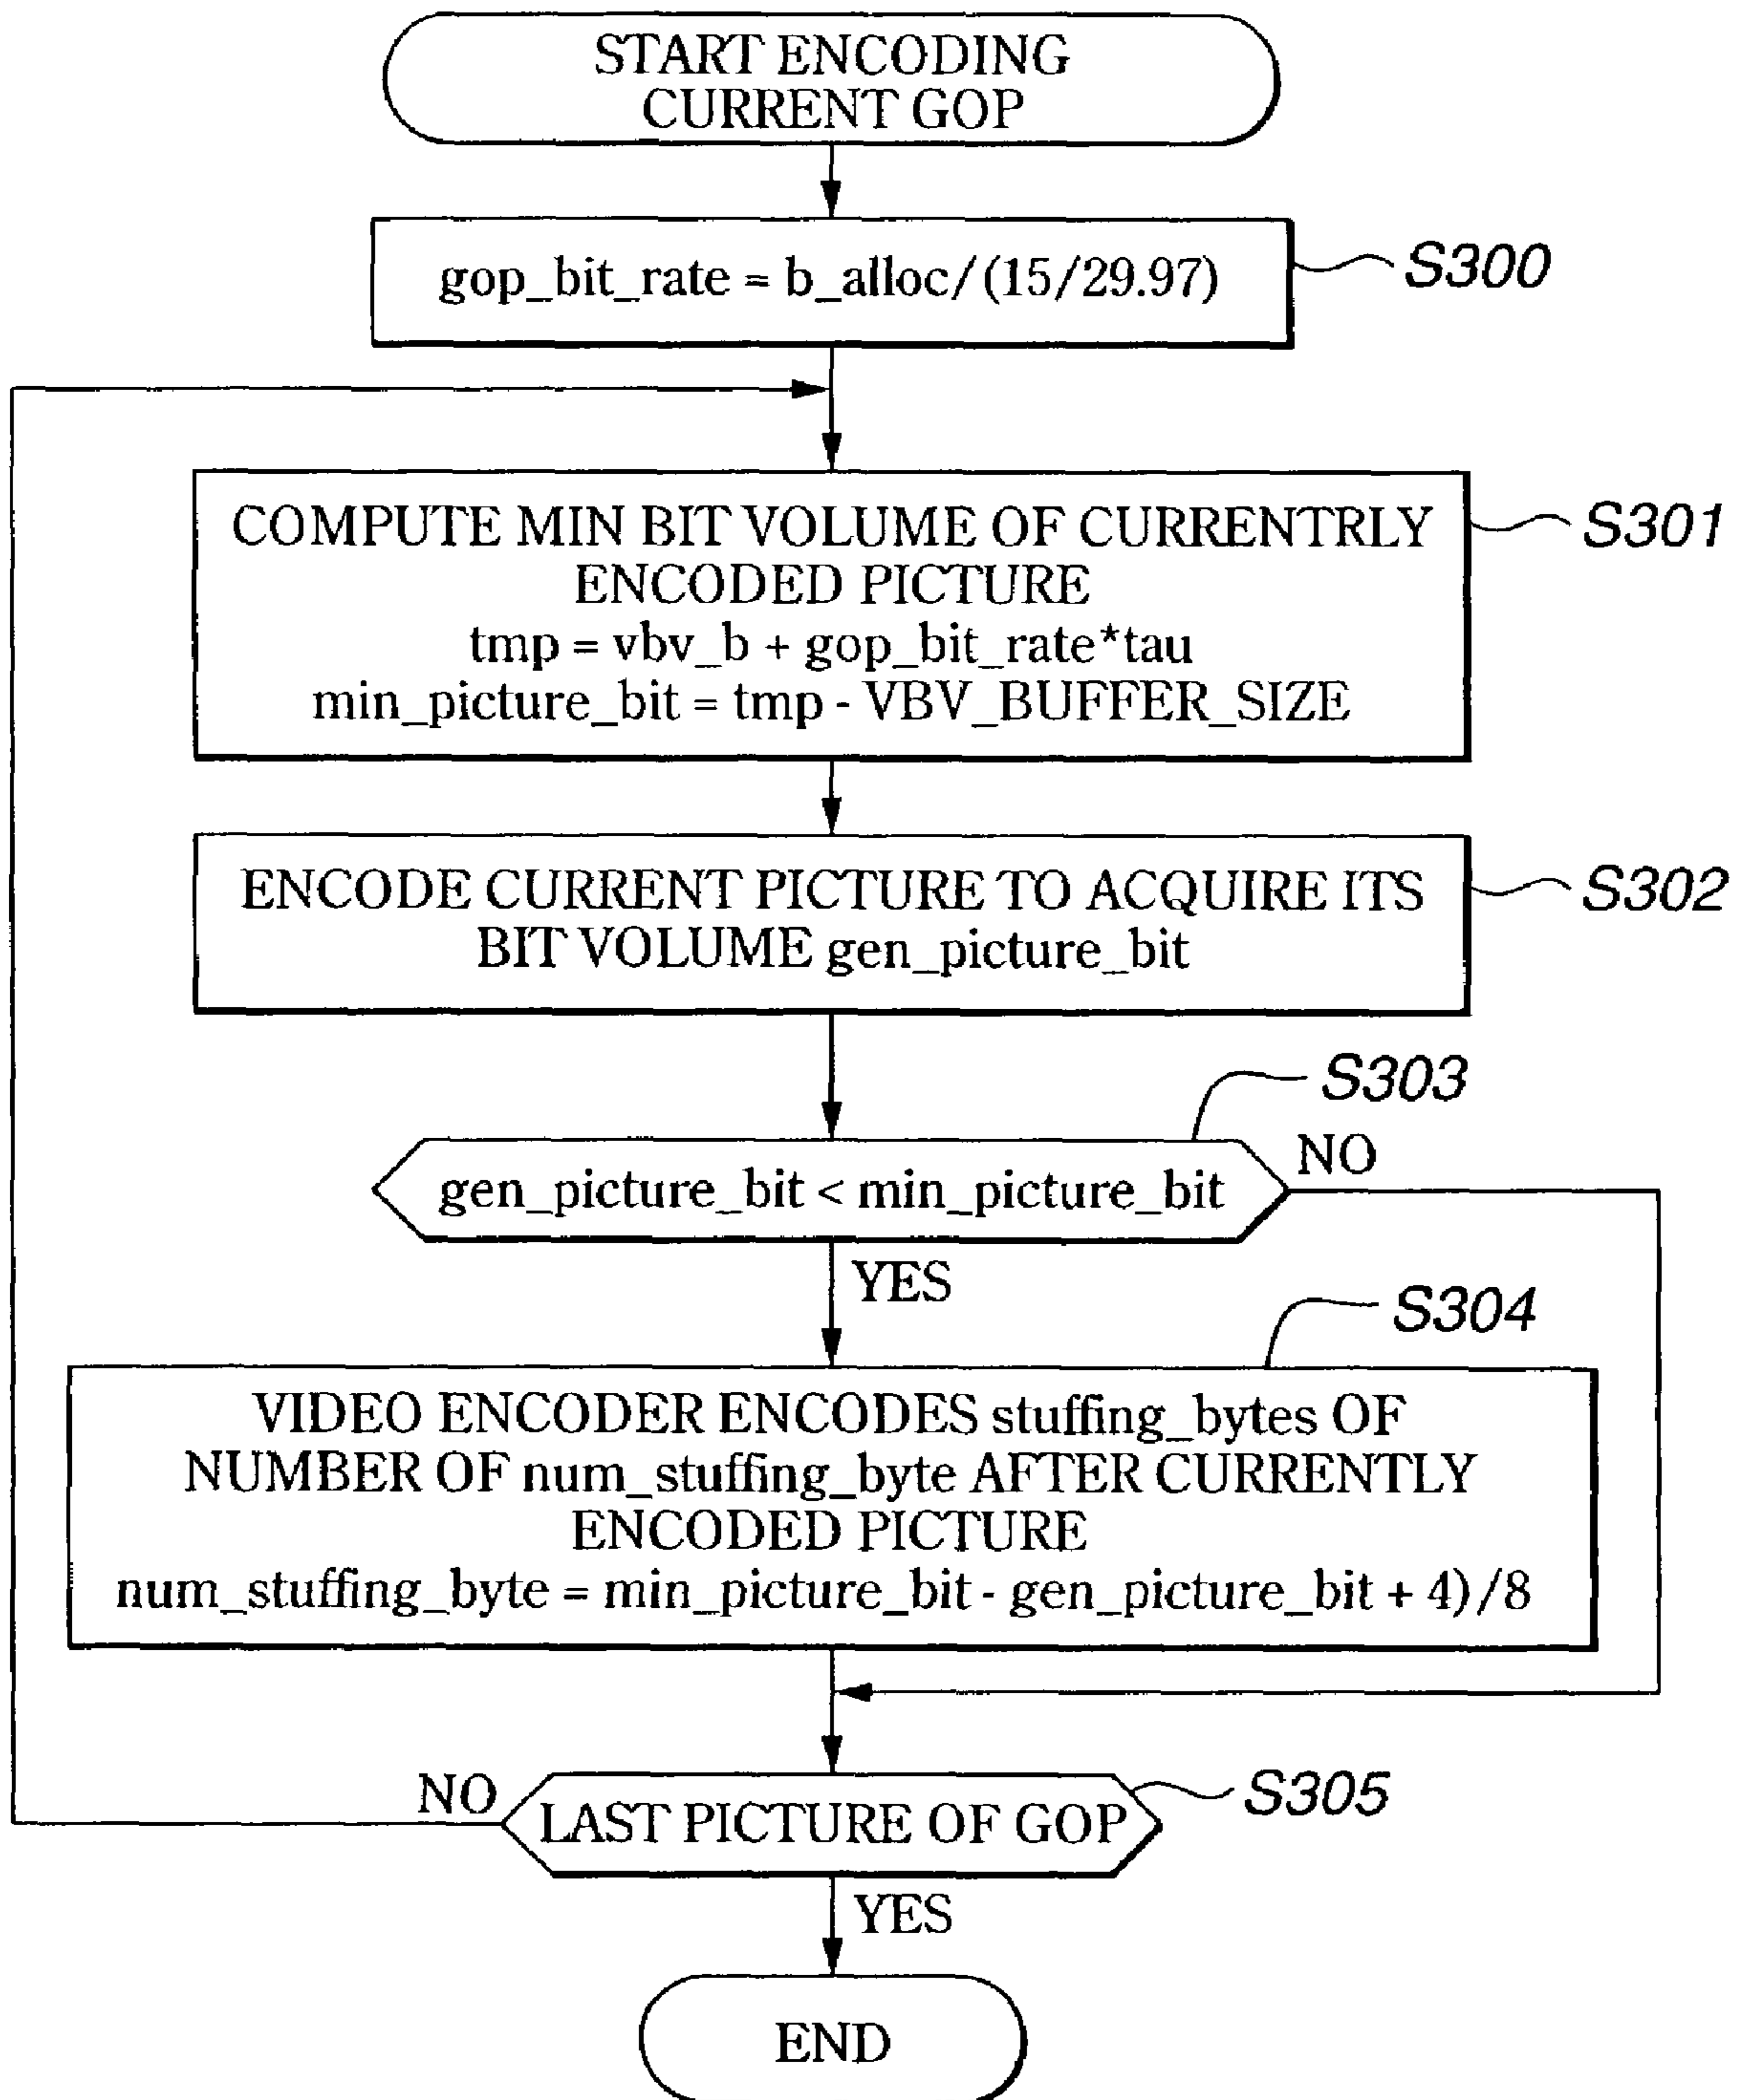 START ENCODING
CURRENT GOP
gop_bit_rate = b_alloc/(15/29.97)
S300
COMPUTE MIN BIT VOLUME OF CURRENTRLY
ENCODED PICTURE
tmp = vbv_b + gop_bit_rate*tau
min_picture_bit = tmp - VBV_BUFFER_SIZE
S301
ENCODE CURRENT PICTURE TO ACQUIRE ITS
BIT VOLUME gen_picture_bit
S302
S303
gen_picture_bit < min_picture_bit
NO
YES
S304
VIDEO ENCODER ENCODES stuffing_bytes OF
NUMBER OF num_stuffing_byte AFTER CURRENTLY
ENCODED PICTURE
num_stuffing_byte = min_picture_bit - gen_picture_bit + 4)/8
NO
LAST PICTURE OF GOP
S305
YES
END